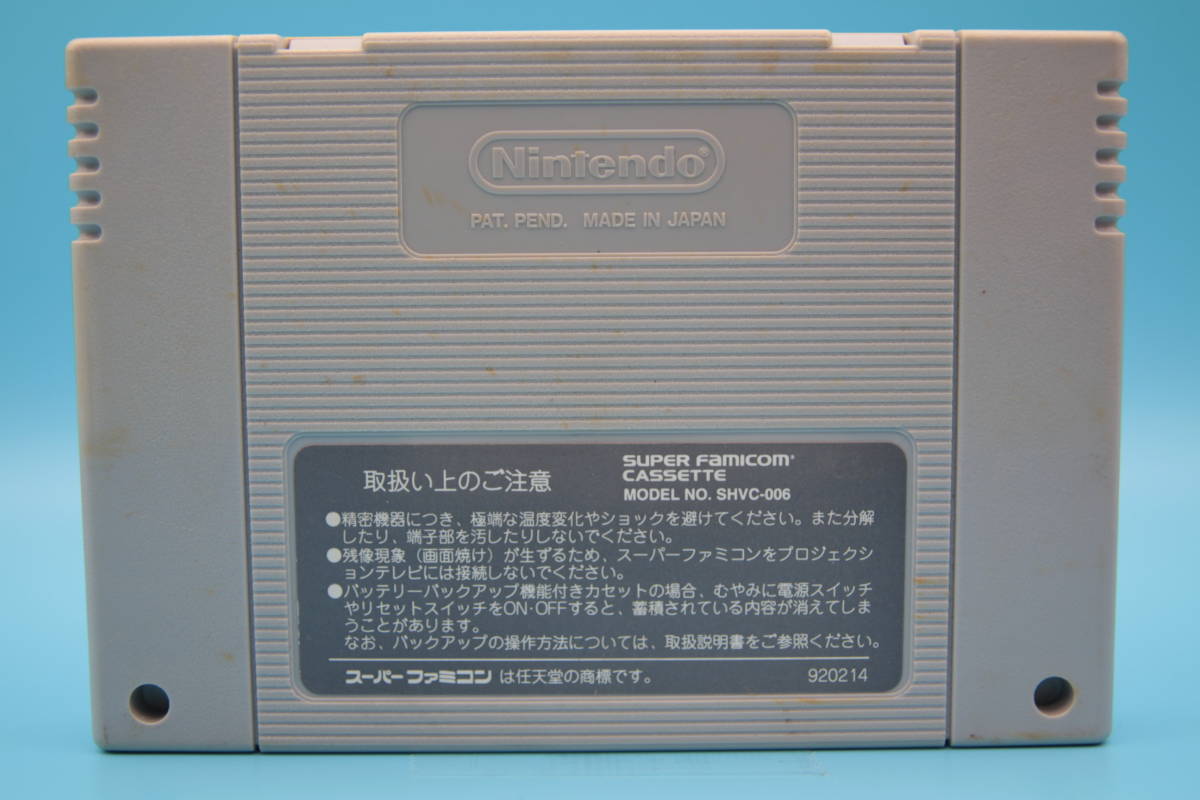 Nintendo®
PAT. PEND. MADE IN JAPAN
取扱い上のご注意
SUPER FAMICOM
CASSETTE
MODEL NO. SHVC-006
●精密機器につき、極端な温度変化やショックを避けてください。また分解
したり、端子部を汚したりしないでください。
●残像現象（画面焼け）が生ずるため、スーパーファミコンをプロジェクシ
ョンテレビには接続しないでください。
●バッテリーバックアップ機能付きカセットの場合、むやみに電源スイッチ
やリセットスイッチをON・OFFすると、蓄積されている内容が消えてしま
うことがあります。
なお、バックアップの操作方法については、取扱説明書をご参照ください。
スーパーファミコン は任天堂の商標です。 920214